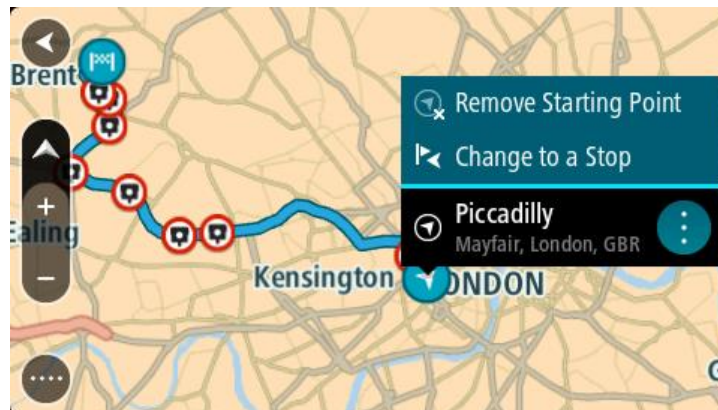 Brent
Remove Starting Point
Change to a Stop
Piccadilly
Mayfair, London, GBR
Ealing
Kensington
ONDON